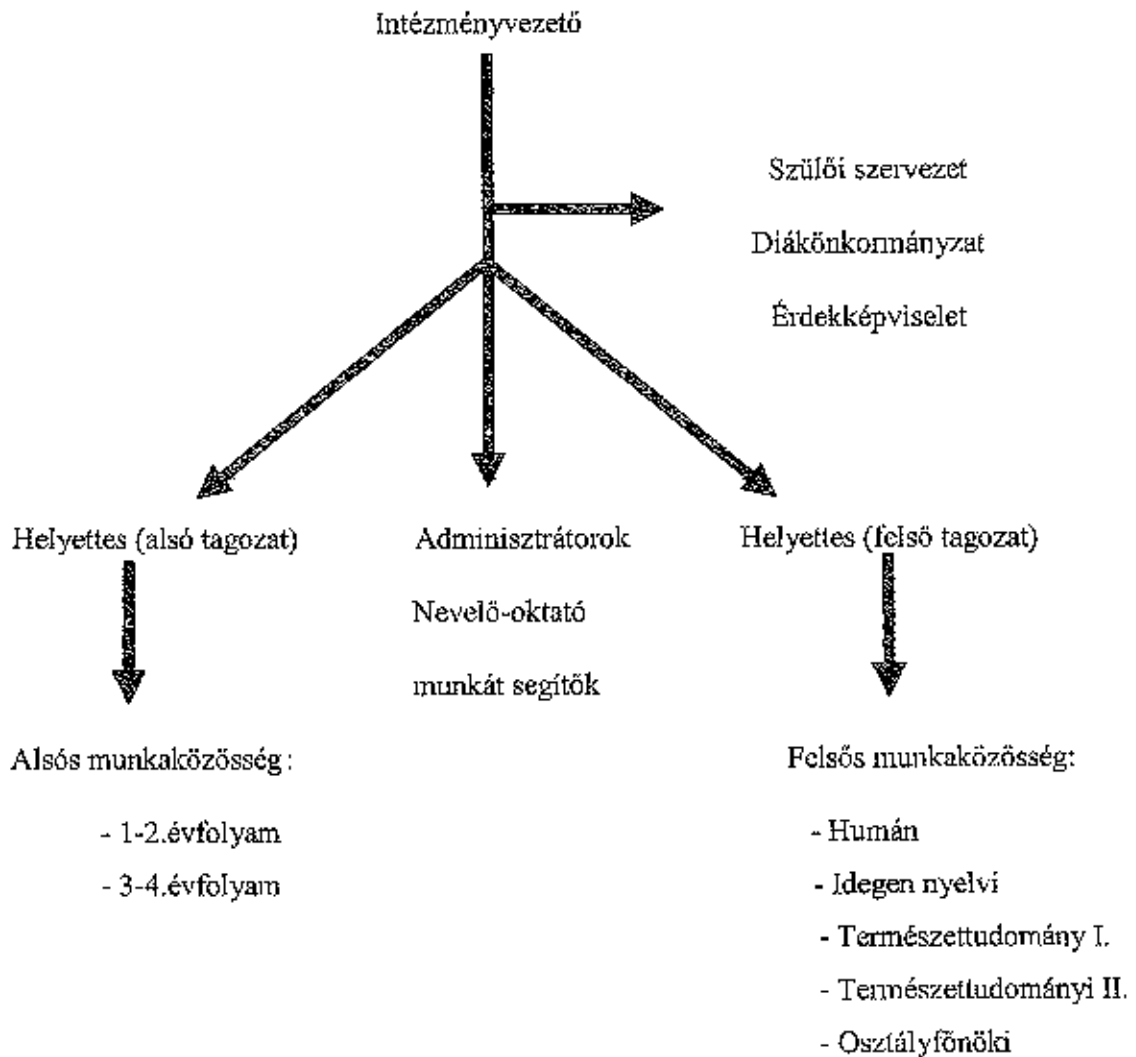 Intézményvezető
Szülői szervezet
Diákönkormányzat
Érdekképviselet
Helyettes (alsó tagozat)
Adminisztrátorok
Helyettes (felső tagozat)
Nevelő-oktató
munkát segítők
Alsós munkaközösség:
- 1-2.évfolyam
- 3-4.évfolyam
Felsős munkaközösség:
- Humán
- Idegen nyelvi
- Természettudomány I.
- Természettudományi II.
- Osztályfőnöki